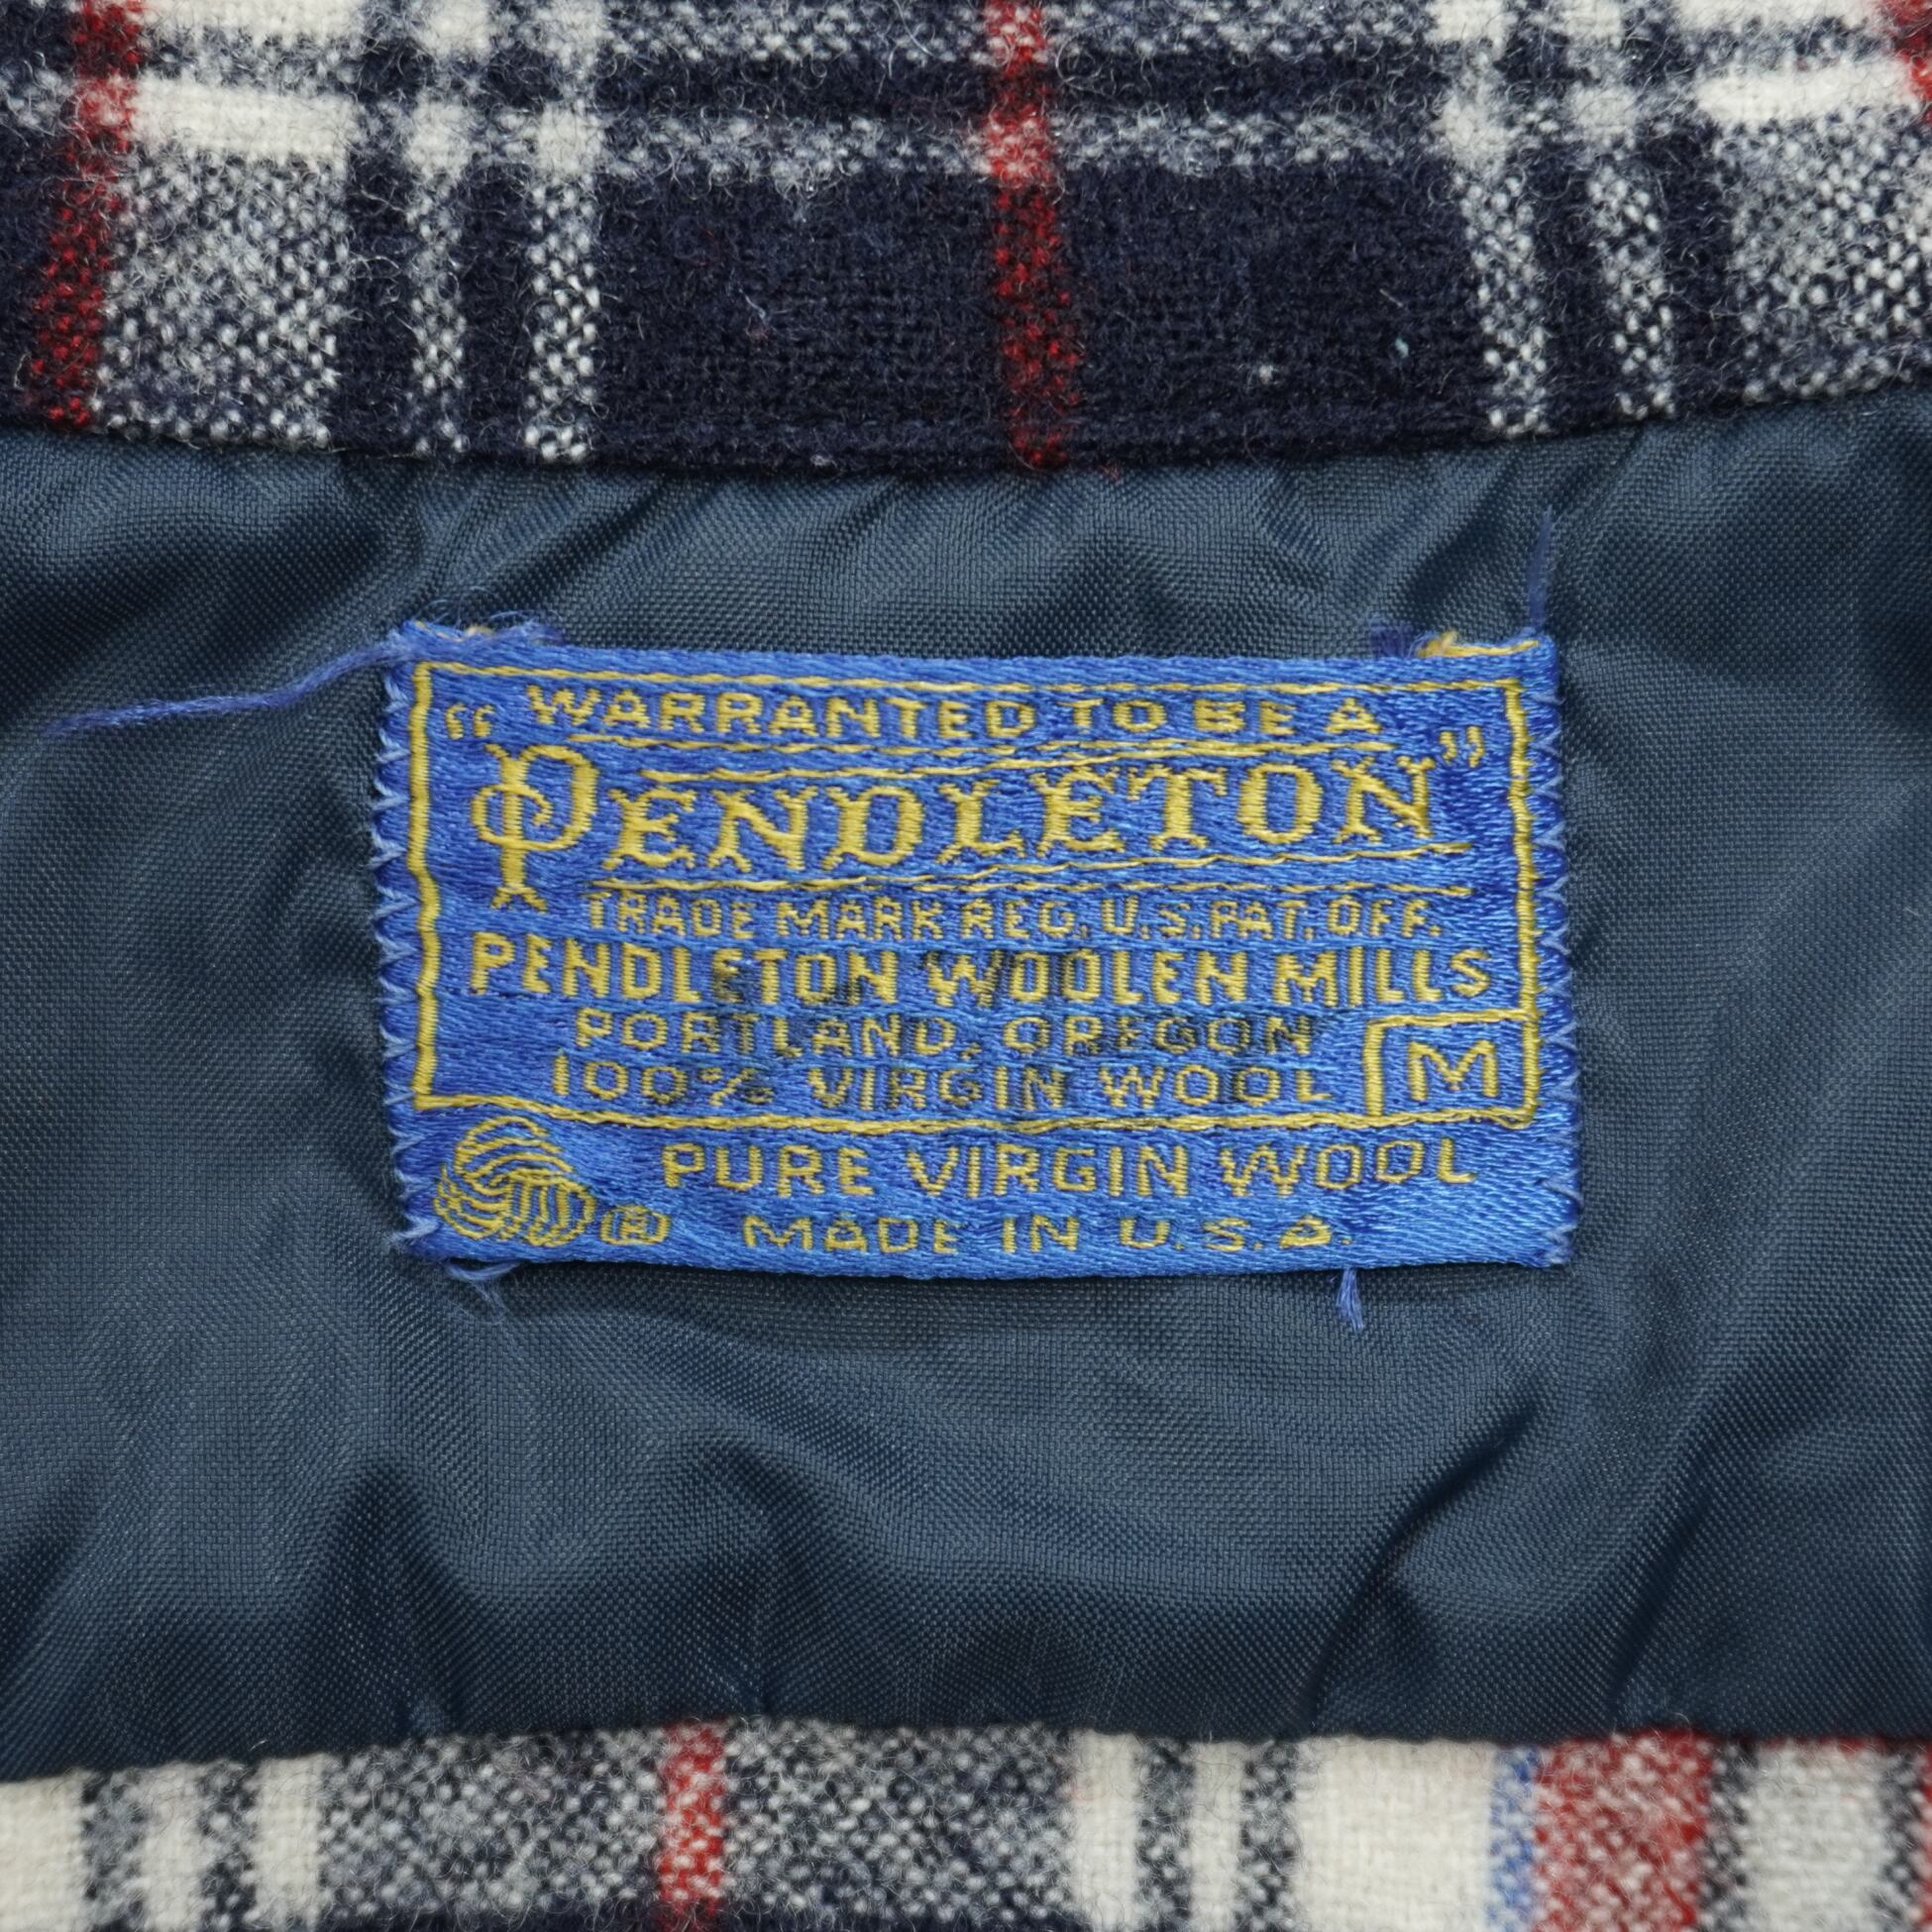 WARRANTED TO BE A
"PENDLETON"
TRADE MARK REG. U.S. PAT. OFF.
PENDLETON WOOLEN MILLS
PORTLAND, OREGON
100% VIRGIN WOOL M
PURE VIRGIN WOOL
® MADE IN U.S.A.